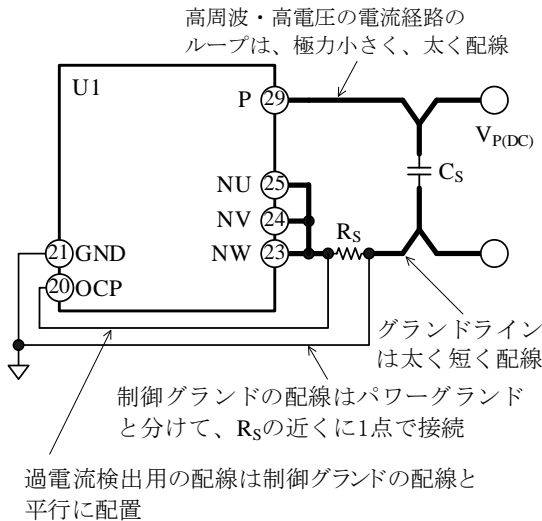 高周波・高電圧の電流経路の
ループは、極力小さく、太く配線
U1
P 29
VP(DC)
NU 25
CS
NV 24
RS
21 GND
NW 23
20 OCP
グランドライン
は太く短く配線
制御グランドの配線はパワーグランド
と分けて、RSの近くに1点で接続
過電流検出用の配線は制御グランドの配線と
平行に配置